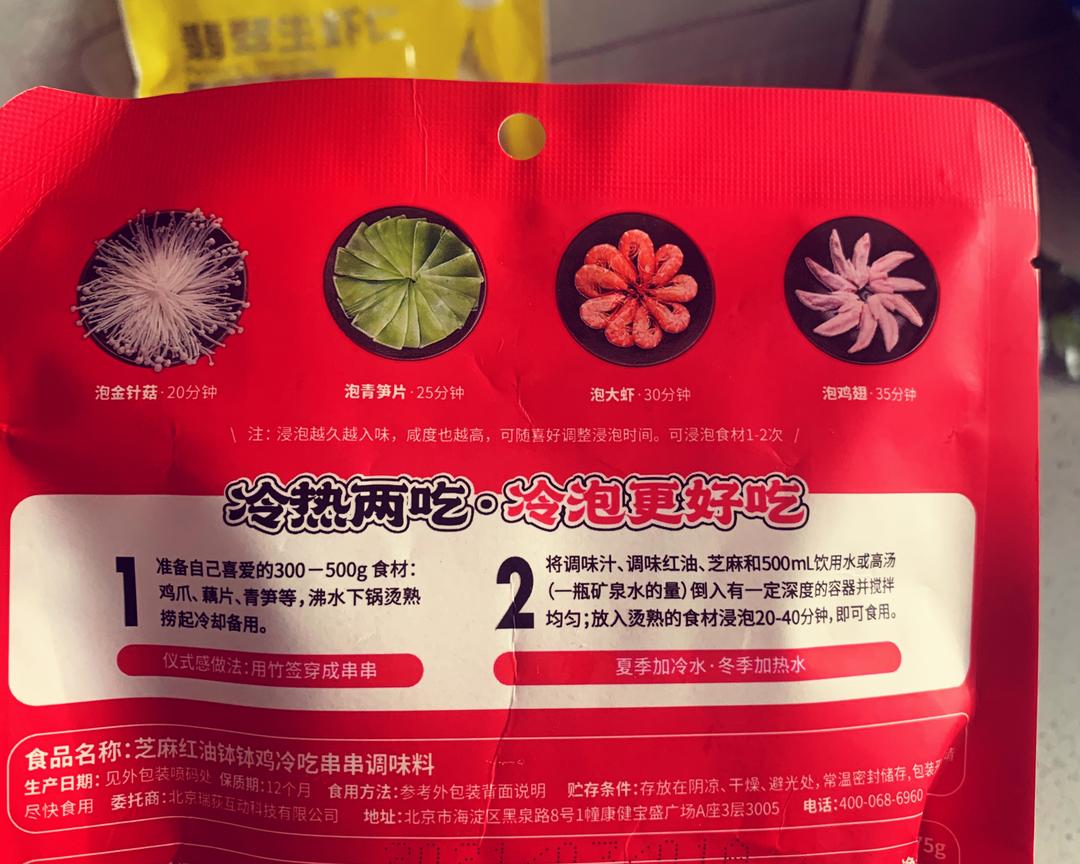 翡翠生虾仁
泡金针菇·20分钟
泡青笋片·25分钟
泡大虾·30分钟
泡鸡翅·35分钟
\ 注：浸泡越久越入味，咸度也越高，可随喜好调整浸泡时间。可浸泡食材1-2次 /
冷热两吃·冷泡更好吃
1
准备自己喜爱的300－500g 食材：
鸡爪、藕片、青笋等，沸水下锅烫熟
捞起冷却备用。
仪式感做法：用竹签穿成串串
2
将调味汁、调味红油、芝麻和500mL饮用水或高汤
（一瓶矿泉水的量）倒入有一定深度的容器并搅拌
均匀；放入烫熟的食材浸泡20-40分钟，即可食用。
夏季加冷水·冬季加热水
食品名称：芝麻红油钵钵鸡冷吃串串调味料
生产日期：见外包装喷码处 保质期：12个月 食用方法：参考外包装背面说明 贮存条件：存放在阴凉、干燥、避光处，常温密封储存，包装
尽快食用 委托商：北京瑞荻互动科技有限公司 地址：北京市海淀区黑泉路8号1幢康健宝盛广场A座3层3005 电话：400-068-6960
75g